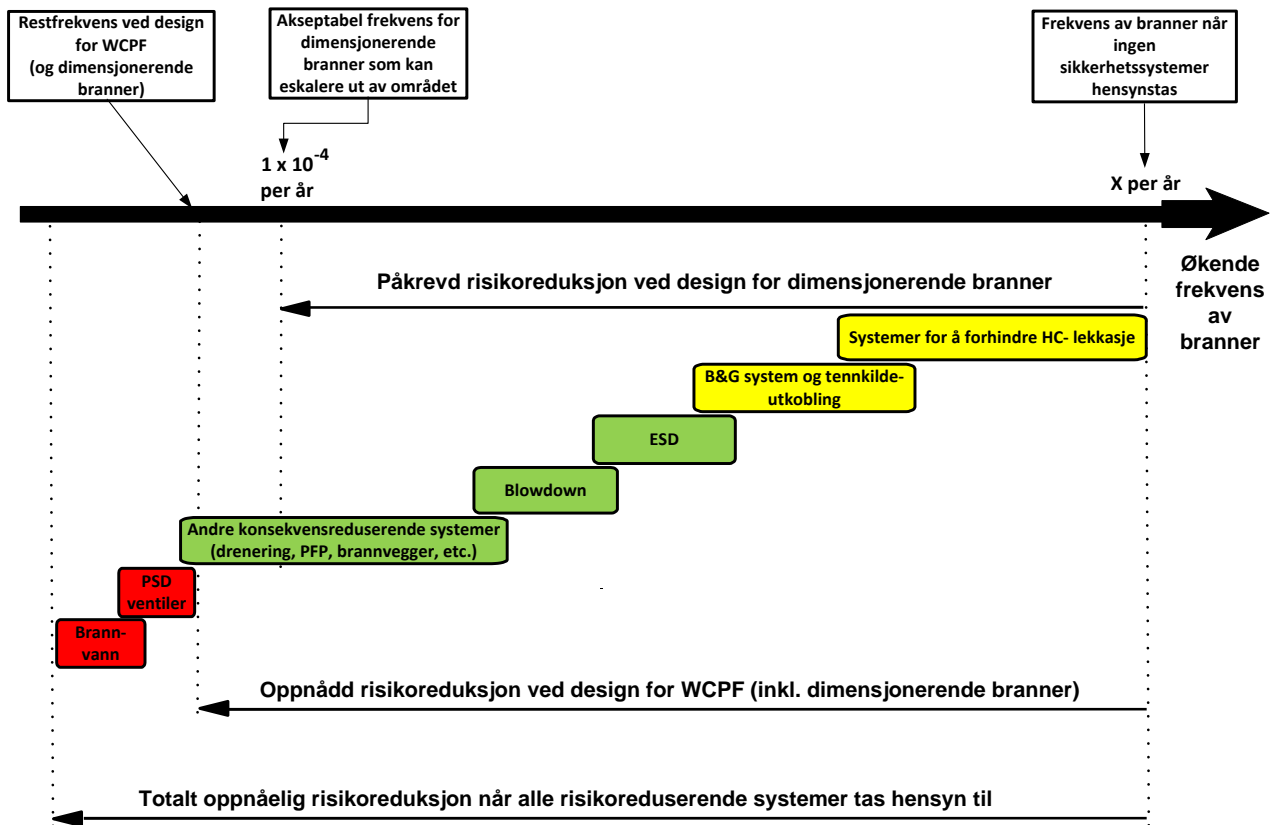 Restfrekvens ved design
for WCPF
(og dimensjonerende
branner)
Akseptabel frekvens for
dimensjonerende
branner som kan
eskalere ut av området
Frekvens av branner når
ingen
sikkerhetssystemer
hensynstas
1 x 10⁻⁴
per år
X per år
Økende
frekvens
av
branner
Påkrevd risikoreduksjon ved design for dimensjonerende branner
Systemer for å forhindre HC- lekkasje
B&G system og tennkilde-
utkobling
ESD
Blowdown
Andre konsekvensreduserende systemer
(drenering, PFP, brannvegger, etc.)
PSD
ventiler
Brann-
vann
Oppnådd risikoreduksjon ved design for WCPF (inkl. dimensjonerende branner)
Totalt oppnåelig risikoreduksjon når alle risikoreduserende systemer tas hensyn til